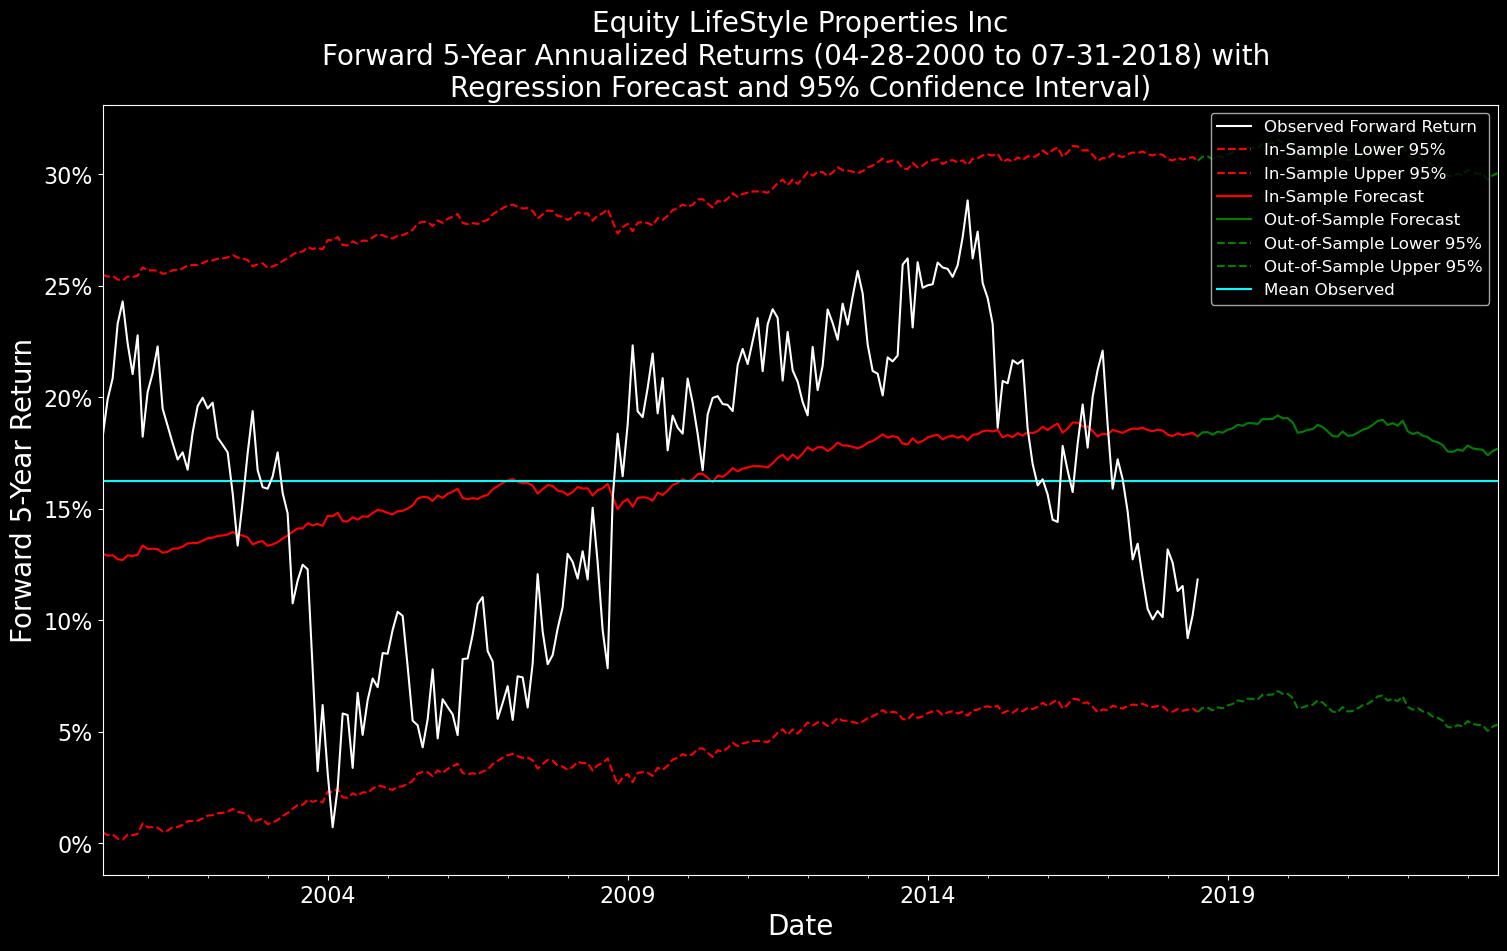 Equity LifeStyle Properties Inc
Forward 5-Year Annualized Returns (04-28-2000 to 07-31-2018) with
Regression Forecast and 95% Confidence Interval)
Observed Forward Return
In-Sample Lower 95%
In-Sample Upper 95%
In-Sample Forecast
Out-of-Sample Forecast
Out-of-Sample Lower 95%
Out-of-Sample Upper 95%
Mean Observed
Forward 5-Year Return
30%
25%
20%
15%
10%
5%
0%
2004
2009
2014
2019
Date